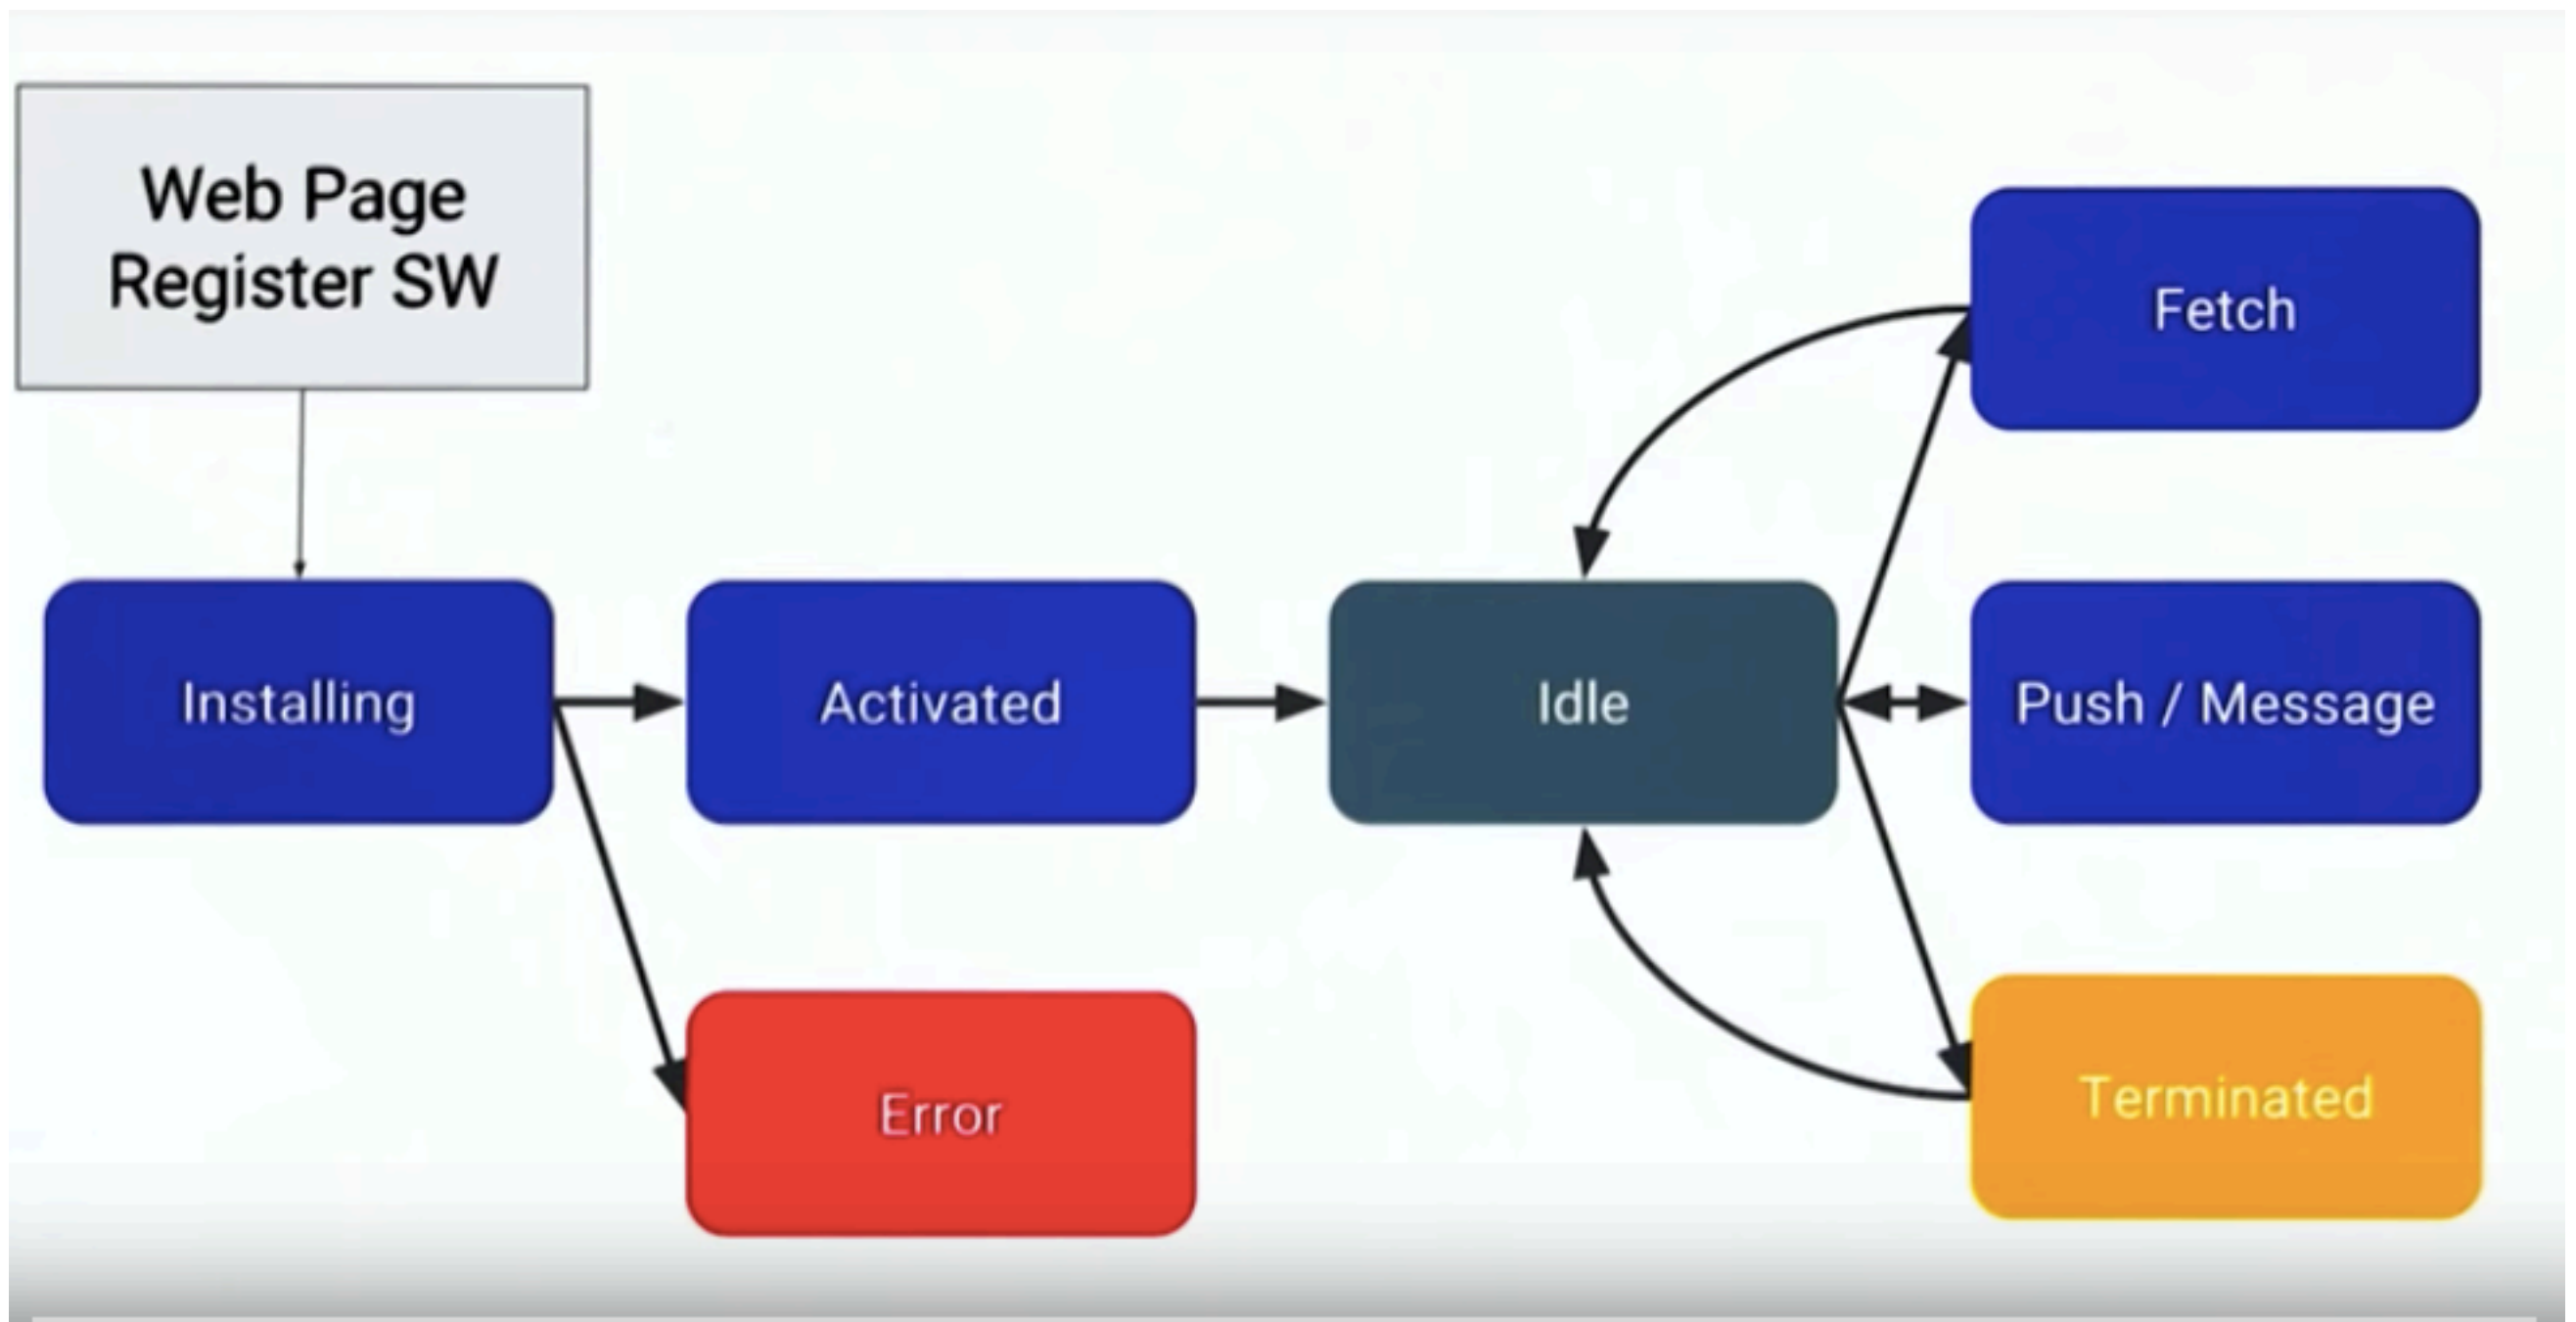 Web Page
Register SW
Fetch
Installing
Activated
Idle
Push / Message
Error
Terminated